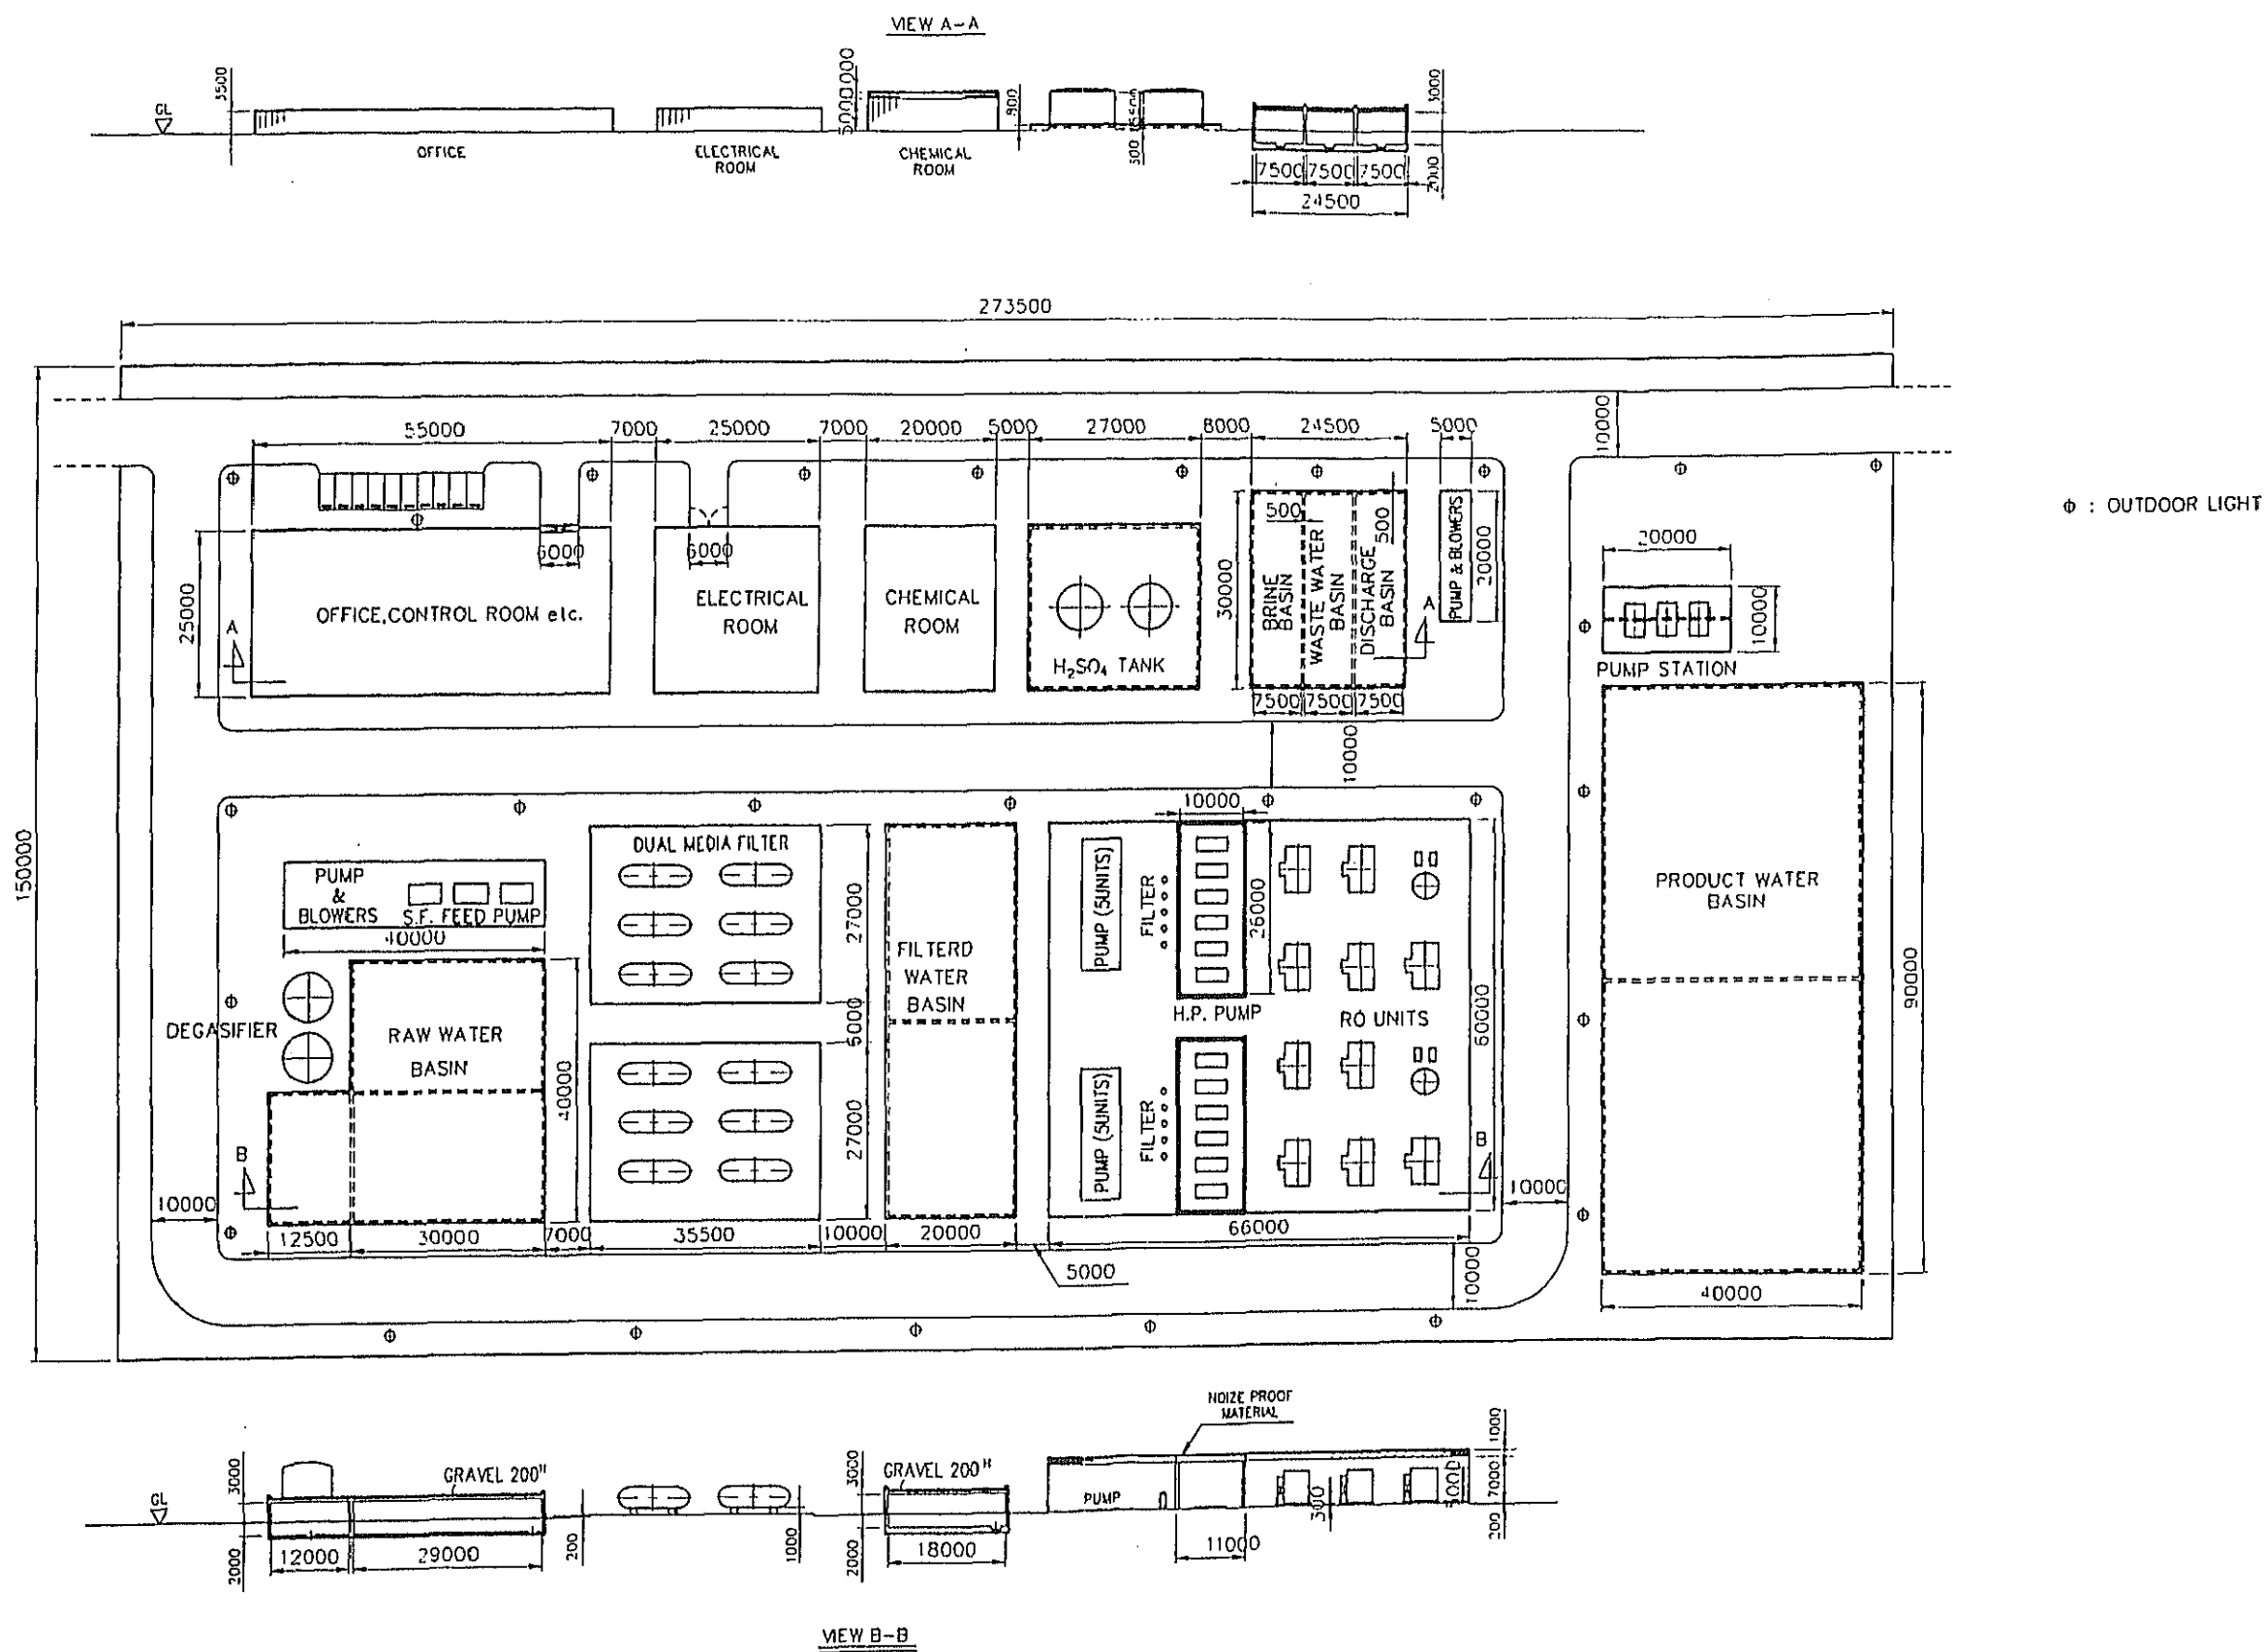 VIEW A-A
3500
GL
OFFICE
ELECTRICAL
ROOM
CHEMICAL
ROOM
800
500
3000
2000
7500 7500 7500
24500
273500
150000
55000 7000 25000 7000 20000 5000 27000 8000 24500 5000
10000
Φ : OUTDOOR LIGHT
25000
A
OFFICE,CONTROL ROOM etc.
ELECTRICAL
ROOM
CHEMICAL
ROOM
H₂SO₄ TANK
30000
500
500
BRINE
BASIN
WASTE WATER
BASIN
DISCHARGE
BASIN
A
PUMP & BLOWERS
20000
7500 7500 7500
10000
20000
10000
PUMP STATION
PRODUCT WATER
BASIN
90000
40000
PUMP
&
BLOWERS
S.F. FEED PUMP
40000
DEGASIFIER
RAW WATER
BASIN
40000
B
10000
12500 30000 7000 35500 10000 20000 66000
5000
DUAL MEDIA FILTER
27000
27000
FILTERD
WATER
BASIN
PUMP (5UNITS)
FILTER
10000
26000
H.P. PUMP
RO UNITS
PUMP (5UNITS)
FILTER
60000
B
10000
10000
NOIZE PROOF
MATERIAL
GL
3000
2000
GRAVEL 200ᴴ
12000 29000
200
1000
3000
2000
GRAVEL 200ᴴ
18000
PUMP
11000
300
1000
7000
200
VIEW B-B